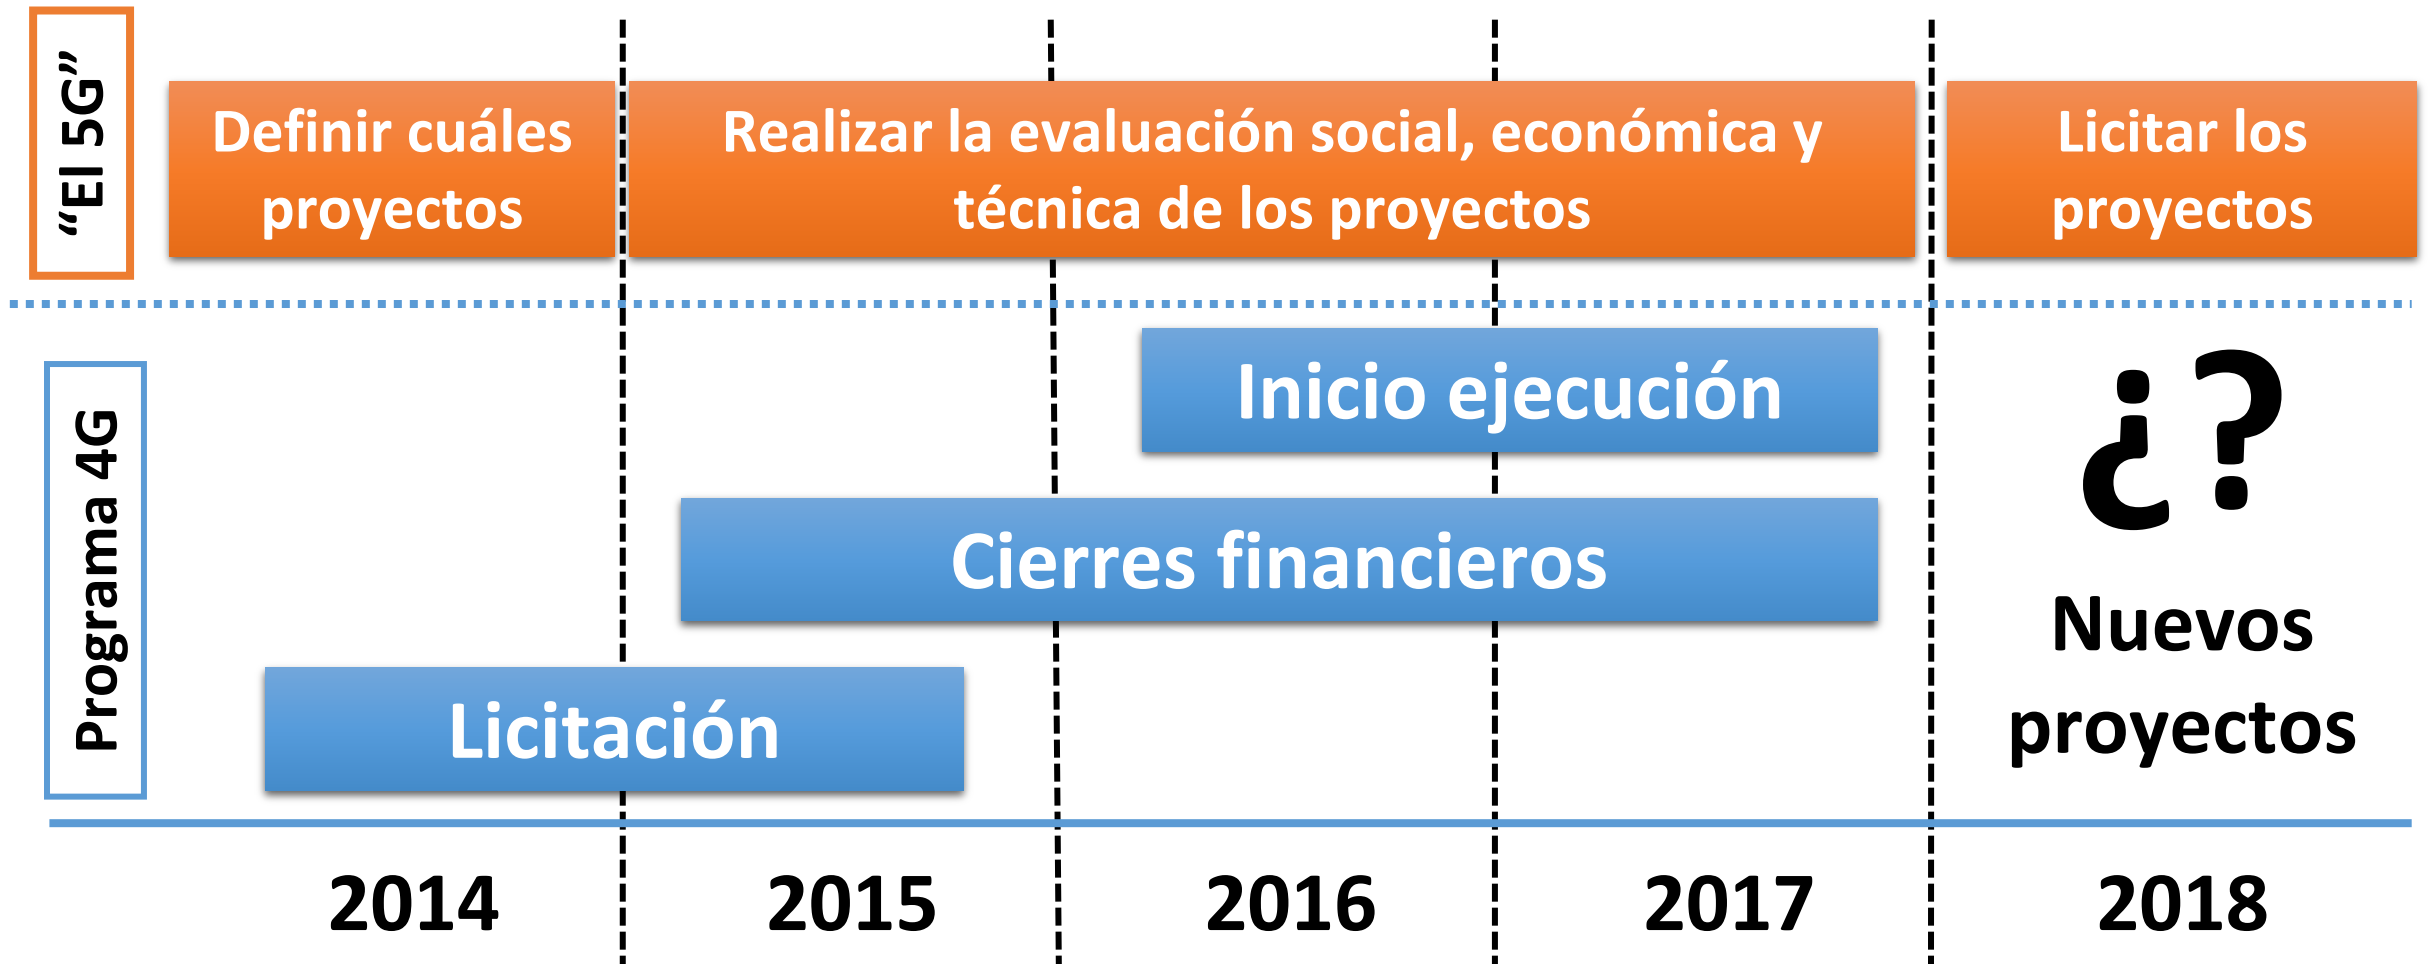 “El 5G”
Definir cuáles
proyectos
Realizar la evaluación social, económica y
técnica de los proyectos
Licitar los
proyectos
Programa 4G
Inicio ejecución
Cierres financieros
Licitación
¿?
Nuevos
proyectos
2014 2015 2016 2017 2018